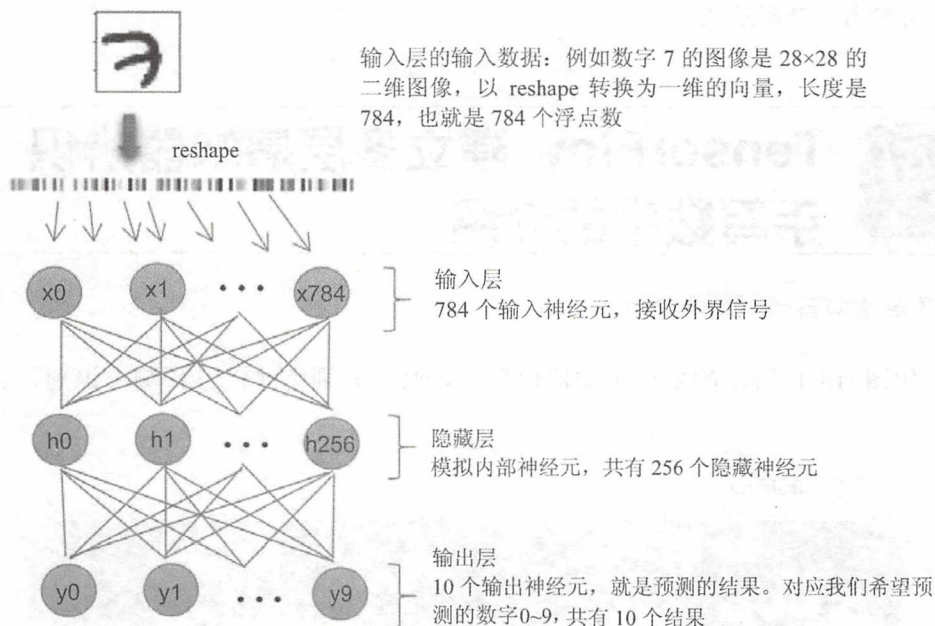 输入层的输入数据：例如数字 7 的图像是 28×28 的
二维图像，以 reshape 转换为一维的向量，长度是
784，也就是 784 个浮点数
reshape
x0
x1
...
x784
输入层
784 个输入神经元，接收外界信号
h0
h1
...
h256
隐藏层
模拟内部神经元，共有 256 个隐藏神经元
y0
y1
...
y9
输出层
10 个输出神经元，就是预测的结果。对应我们希望预
测的数字0~9，共有 10 个结果